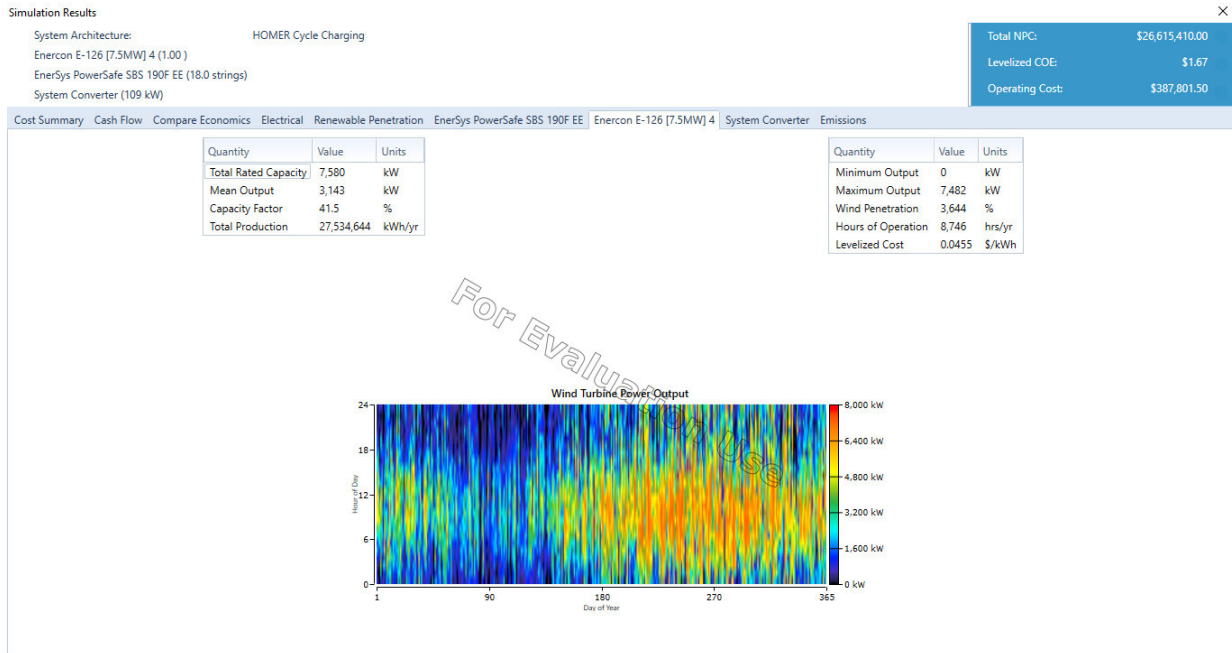 Simulation Results
System Architecture: HOMER Cycle Charging
Enercon E-126 [7.5MW] 4 (1.00 )
EnerSys PowerSafe SBS 190F EE (18.0 strings)
System Converter (109 kW)
Total NPC: $26,615,410.00
Levelized COE: $1.67
Operating Cost: $387,801.50
Cost Summary Cash Flow Compare Economics Electrical Renewable Penetration EnerSys PowerSafe SBS 190F EE Enercon E-126 [7.5MW] 4 System Converter Emissions
Quantity Value Units
Total Rated Capacity 7,580 kW
Mean Output 3,143 kW
Capacity Factor 41.5 %
Total Production 27,534,644 kWh/yr
Quantity Value Units
Minimum Output 0 kW
Maximum Output 7,482 kW
Wind Penetration 3,644 %
Hours of Operation 8,746 hrs/yr
Levelized Cost 0.0455 $/kWh
For Evaluation Use
Wind Turbine Power Output
Hour of Day
24
18
12
6
0
1 90 180 270 365
Day of Year
8,000 kW
6,400 kW
4,800 kW
3,200 kW
1,600 kW
0 kW